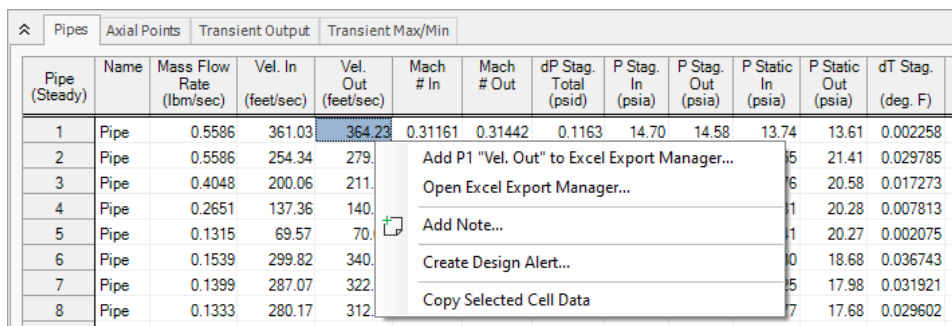 Pipes Axial Points Transient Output Transient Max/Min
Pipe (Steady) Name Mass Flow Rate (lbm/sec) Vel. In (feet/sec) Vel. Out (feet/sec) Mach # In Mach # Out dP Stag. Total (psid) P Stag. In (psia) P Stag. Out (psia) P Static In (psia) P Static Out (psia) dT Stag. (deg. F)
1 Pipe 0.5586 361.03 364.23 0.31161 0.31442 0.1163 14.70 14.58 13.74 13.61 0.002258
2 Pipe 0.5586 254.34 279. 21.41 0.029785
3 Pipe 0.4048 200.06 211. 20.58 0.017273
4 Pipe 0.2651 137.36 140. 20.28 0.007813
5 Pipe 0.1315 69.57 70. 20.27 0.002075
6 Pipe 0.1539 299.82 340. 18.68 0.036743
7 Pipe 0.1399 287.07 322. 17.98 0.031921
8 Pipe 0.1333 280.17 312. 17.68 0.029602
Add P1 "Vel. Out" to Excel Export Manager...
Open Excel Export Manager...
Add Note...
Create Design Alert...
Copy Selected Cell Data